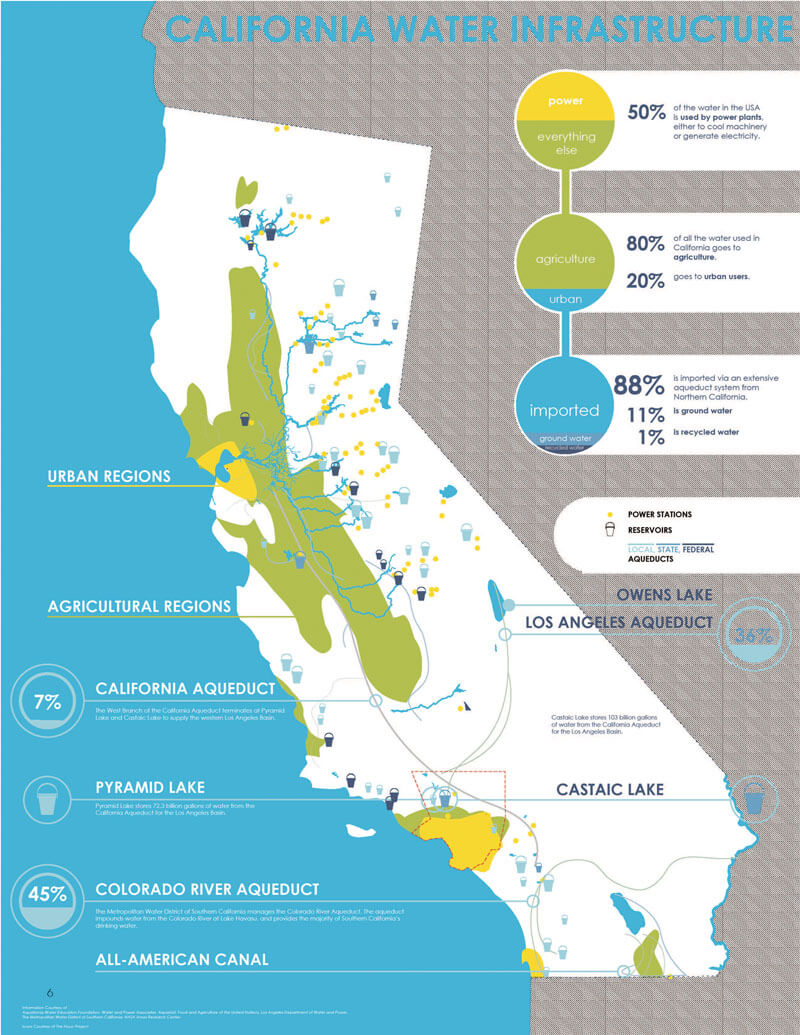 CALIFORNIA WATER INFRASTRUCTURE
power
everything
else
50%
of the water in the USA
is used by power plants,
either to cool machinery
or generate electricity.
agriculture
urban
80%
of all the water used in
California goes to
agriculture.
20%
goes to urban users.
imported
ground water
recycled water
88%
is imported via an extensive
aqueduct system from
Northern California.
11%
is ground water
1%
is recycled water
POWER STATIONS
RESERVOIRS
LOCAL, STATE, FEDERAL
AQUEDUCTS
URBAN REGIONS
AGRICULTURAL REGIONS
OWENS LAKE
LOS ANGELES AQUEDUCT
36%
7%
CALIFORNIA AQUEDUCT
The West Branch of the California Aqueduct terminates at Pyramid
Lake and Castaic Lake to supply the western Los Angeles Basin.
Castaic Lake stores 103 billion gallons
of water from the California Aqueduct
for the Los Angeles Basin.
PYRAMID LAKE
Pyramid Lake stores 72.3 billion gallons of water from the
California Aqueduct for the Los Angeles Basin.
CASTAIC LAKE
45%
COLORADO RIVER AQUEDUCT
The Metropolitan Water District of Southern California manages the Colorado River Aqueduct. The aqueduct
impounds water from the Colorado River at Lake Havasu, and provides the majority of Southern California's
drinking water.
ALL-AMERICAN CANAL
6
Information Courtesy of
Water Education Foundation, Water and Power Associates, Aquastat, Food and Agriculture of the United Nations, Los Angeles Department of Water and Power,
The Metropolitan Water District of Southern California
Icons Courtesy of The Noun Project